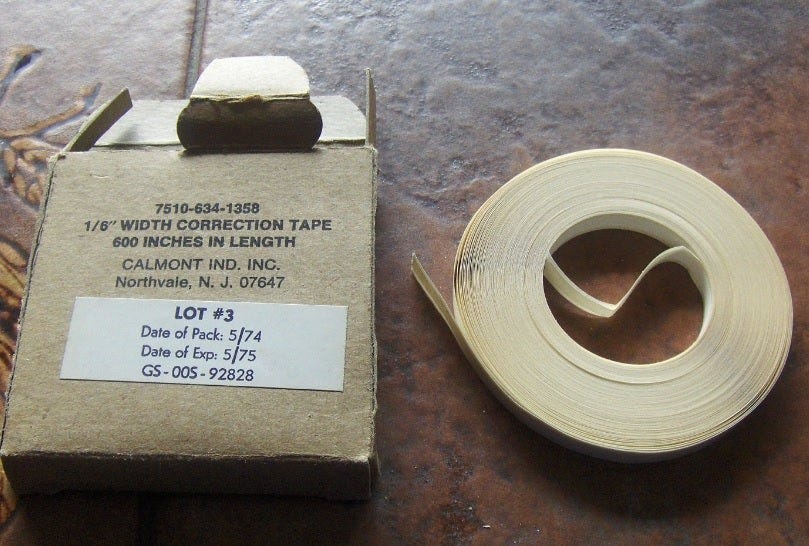 7510-634-1358
1/6" WIDTH CORRECTION TAPE
600 INCHES IN LENGTH
CALMONT IND. INC.
Northvale, N. J. 07647
LOT #3
Date of Pack: 5/74
Date of Exp: 5/75
GS-00S-92828